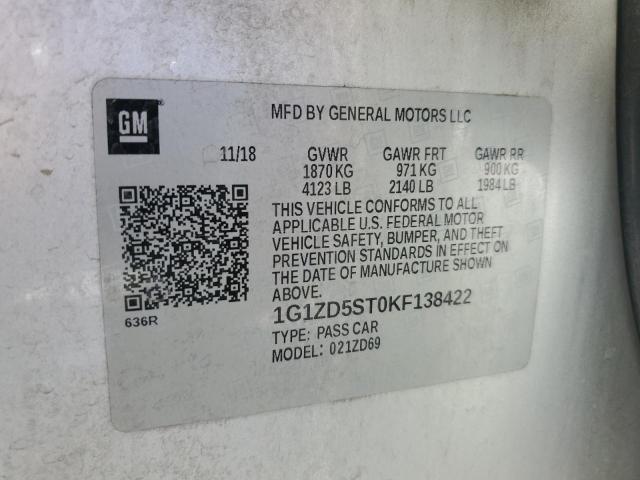 GM
MFD BY GENERAL MOTORS LLC
11/18 GVWR GAWR FRT GAWR RR
1870 KG 971 KG 900 KG
4123 LB 2140 LB 1984 LB
THIS VEHICLE CONFORMS TO ALL
APPLICABLE U.S. FEDERAL MOTOR
VEHICLE SAFETY, BUMPER, AND THEFT
PREVENTION STANDARDS IN EFFECT ON
THE DATE OF MANUFACTURE SHOWN
ABOVE.
636R
1G1ZD5ST0KF138422
TYPE: PASS CAR
MODEL: 021ZD69